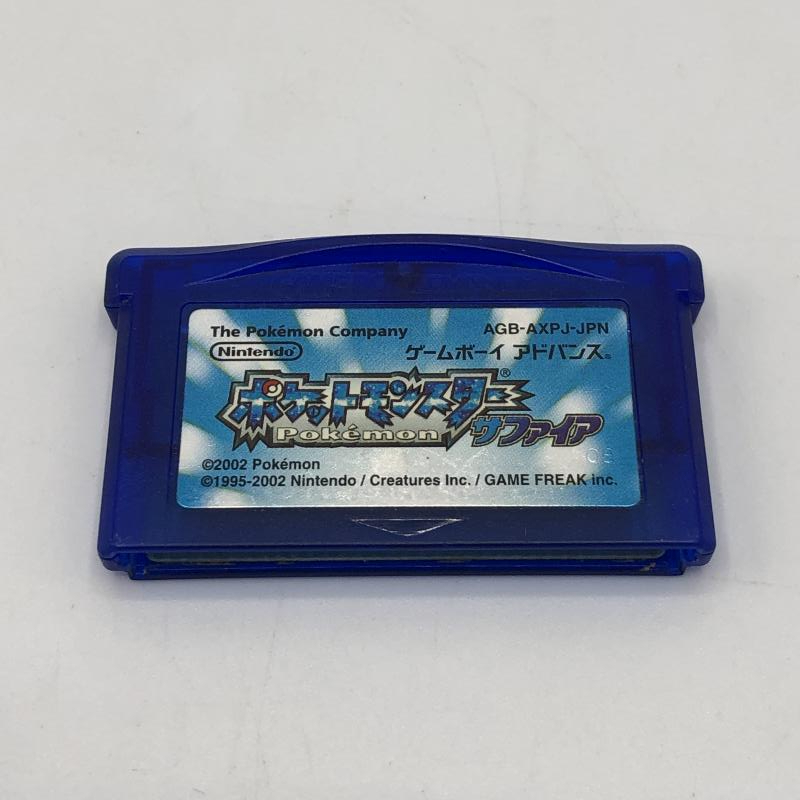 The Pokémon Company
AGB-AXPJ-JPN
Nintendo
ゲームボーイ アドバンス®
ポケットモンスター®
Pokémon
サファイア
©2002 Pokémon
©1995-2002 Nintendo / Creatures Inc. / GAME FREAK inc.